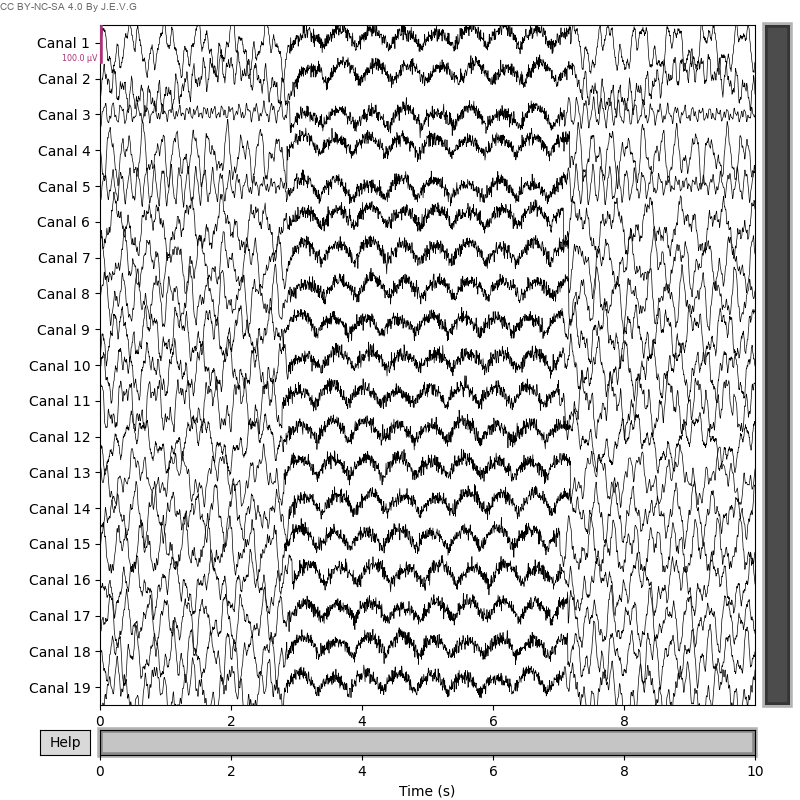 CC BY-NC-SA 4.0 By J.E.V.G
Canal 1
100.0 µV
Canal 2
Canal 3
Canal 4
Canal 5
Canal 6
Canal 7
Canal 8
Canal 9
Canal 10
Canal 11
Canal 12
Canal 13
Canal 14
Canal 15
Canal 16
Canal 17
Canal 18
Canal 19
0 2 4 6 8
Help
0 2 4 6 8 10
Time (s)